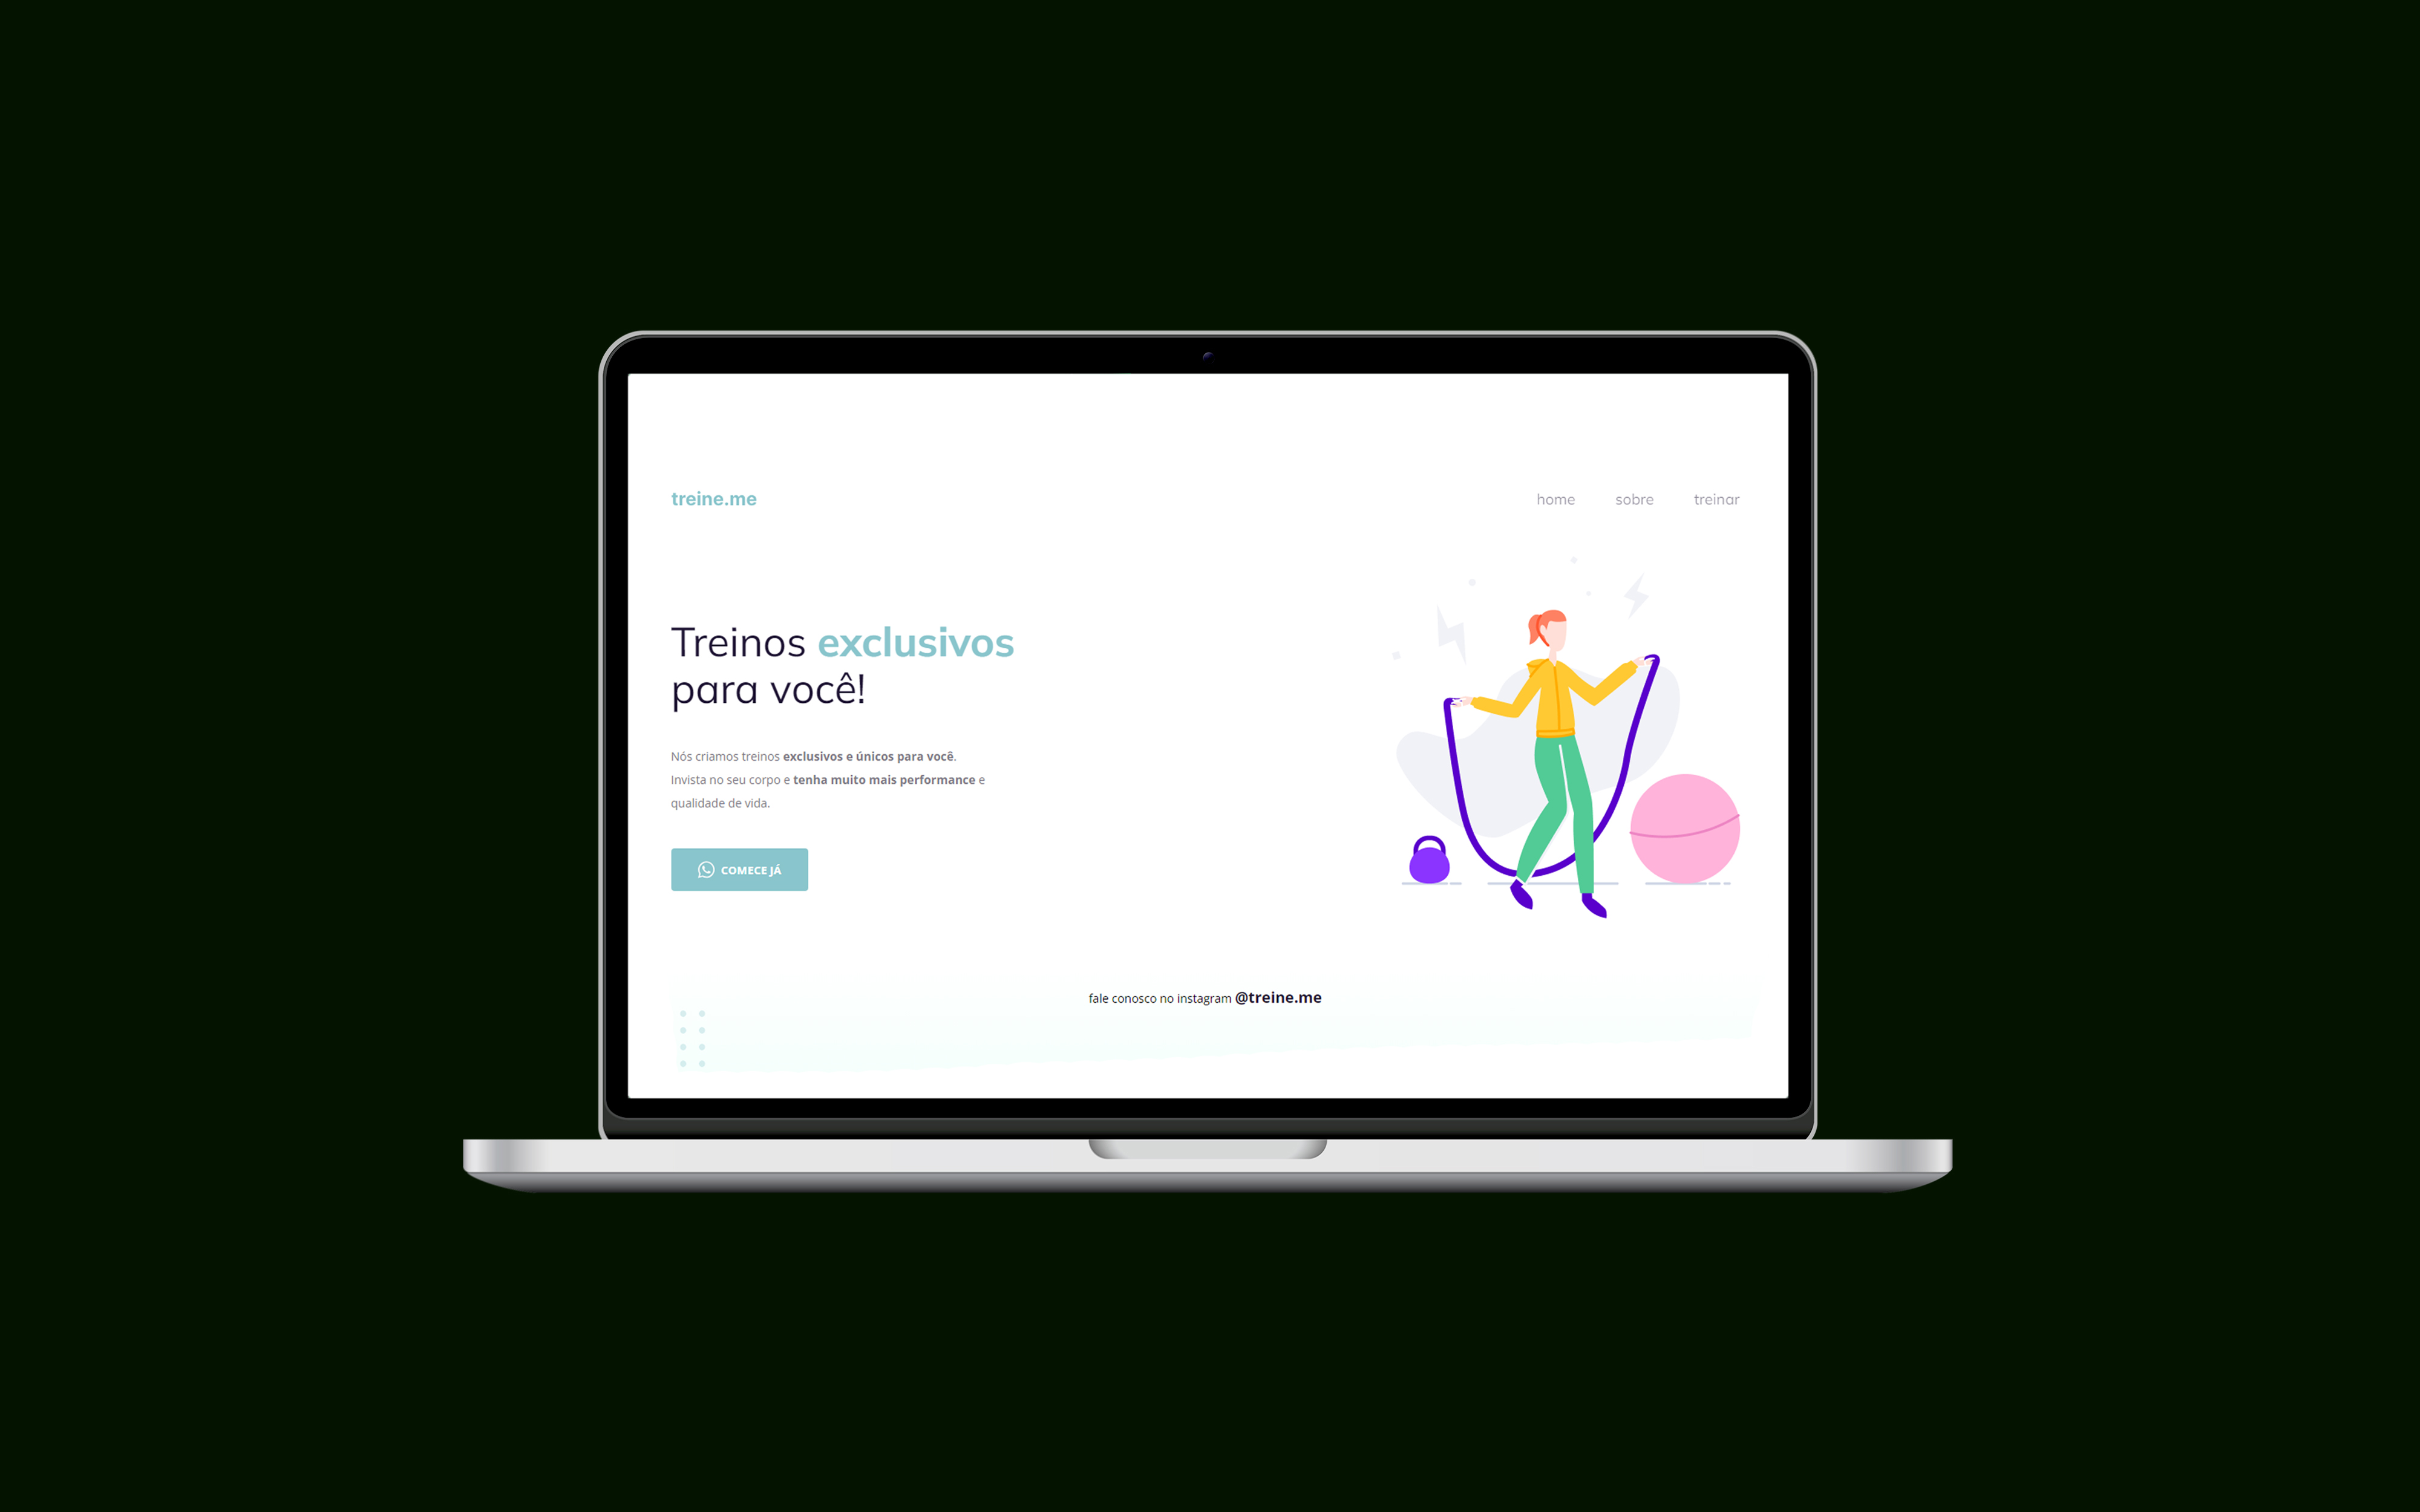 treine.me
home sobre treinar
Treinos exclusivos
para você!
Nós criamos treinos exclusivos e únicos para você.
Invista no seu corpo e tenha muito mais performance e
qualidade de vida.
COMECE JÁ
fale conosco no instagram @treine.me